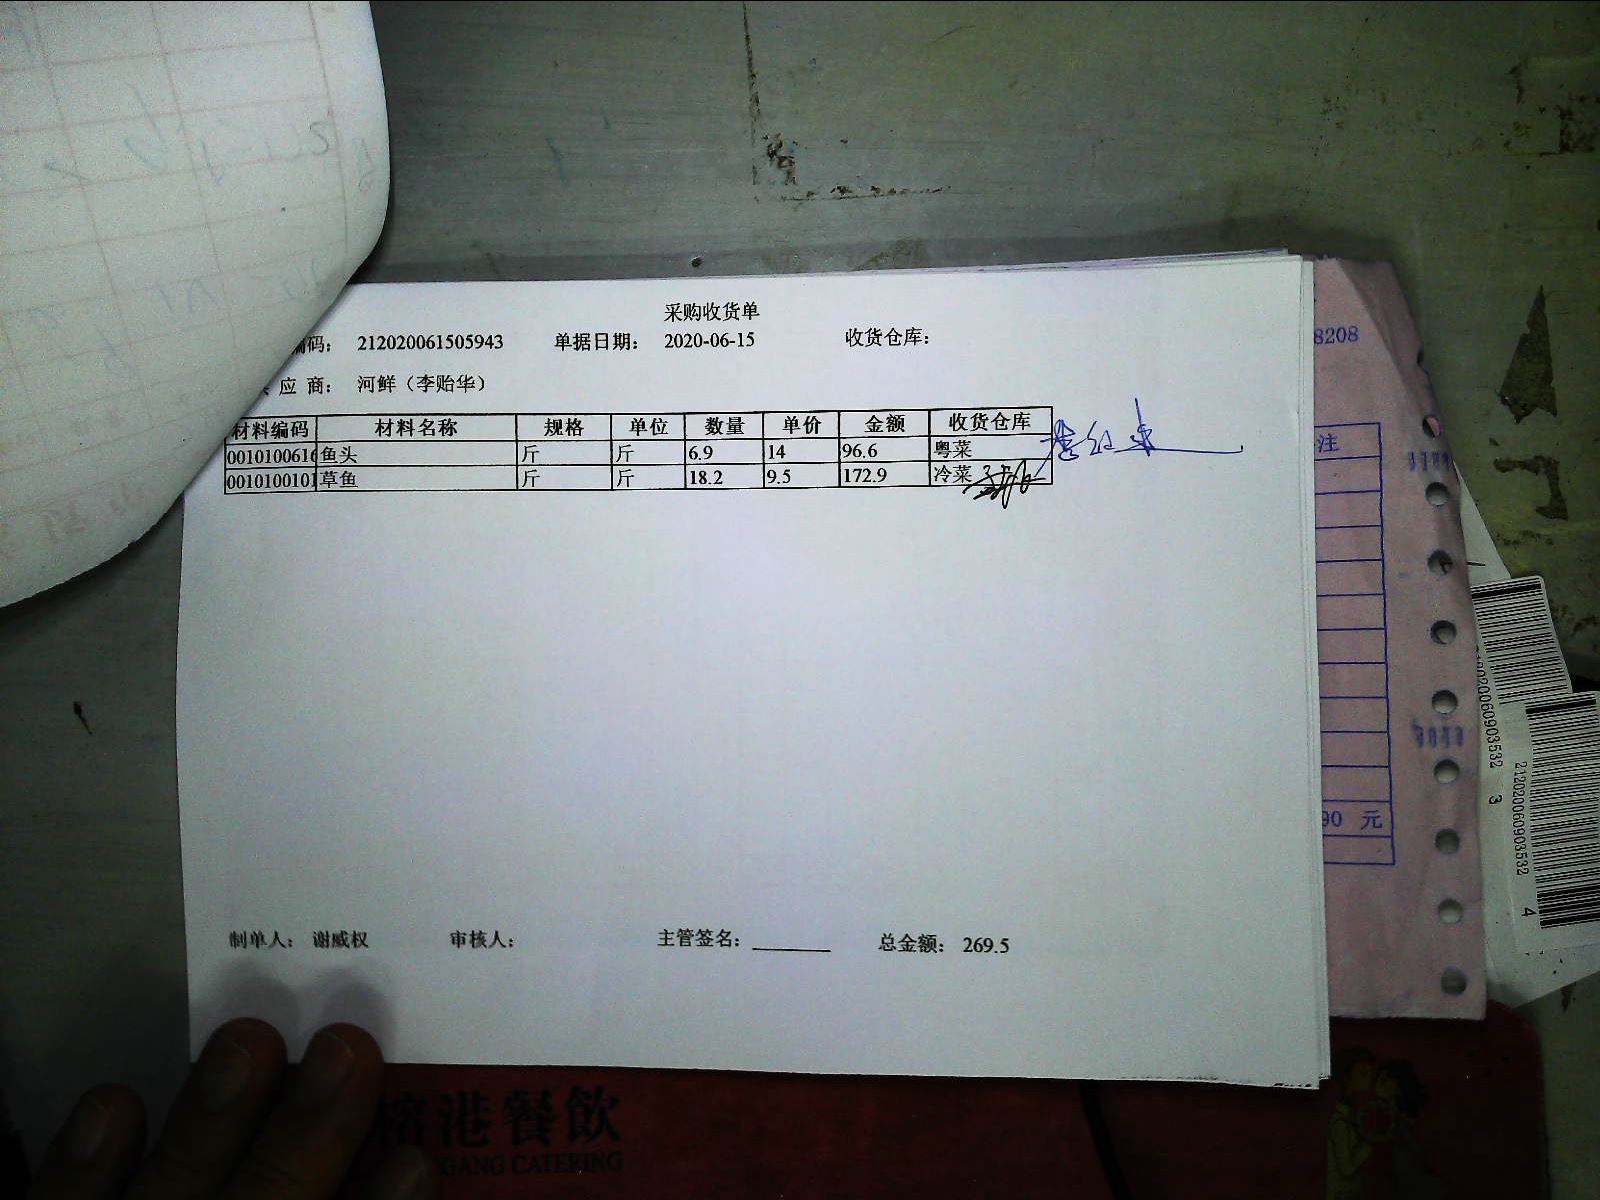 采购收货单
编码： 212020061505943 单据日期： 2020-06-15 收货仓库：
应 商： 河鲜（李贻华）
材料编码 材料名称 规格 单位 数量 单价 金额 收货仓库
001010061 鱼头 斤 斤 6.9 14 96.6 粤菜
001010010 草鱼 斤 斤 18.2 9.5 172.9 冷菜
制单人： 谢威权 审核人： 主管签名： 总金额： 269.5
8208
注
90 元
212020060903532 3
212020060903532 4
港餐飲
GANG CATERING